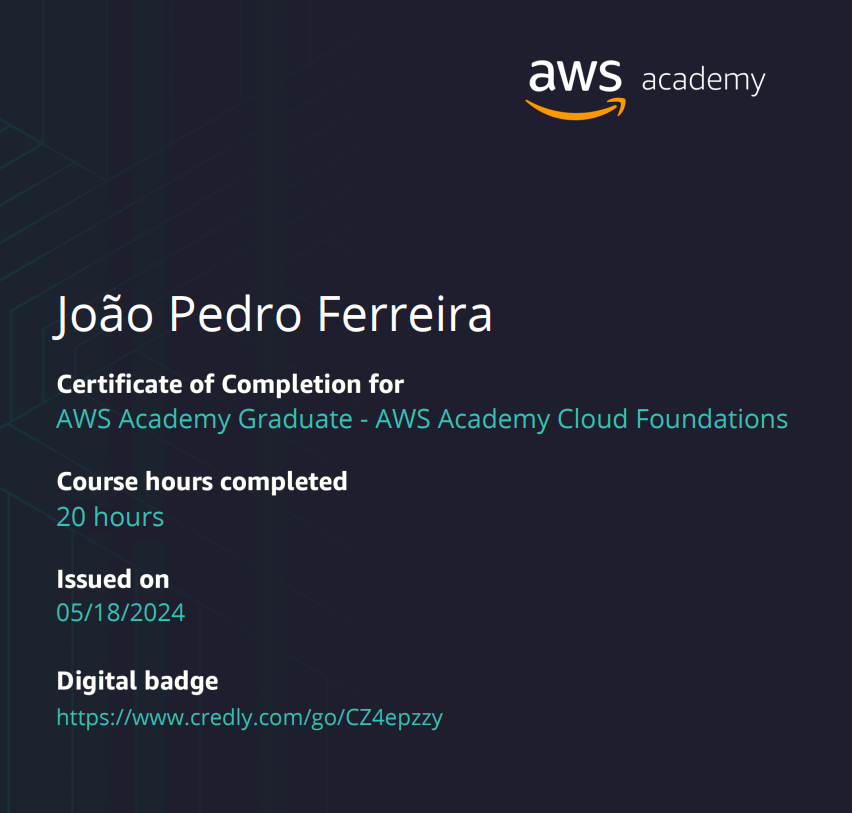 aws academy
João Pedro Ferreira
Certificate of Completion for
AWS Academy Graduate - AWS Academy Cloud Foundations
Course hours completed
20 hours
Issued on
05/18/2024
Digital badge
https://www.credly.com/go/CZ4epzzy